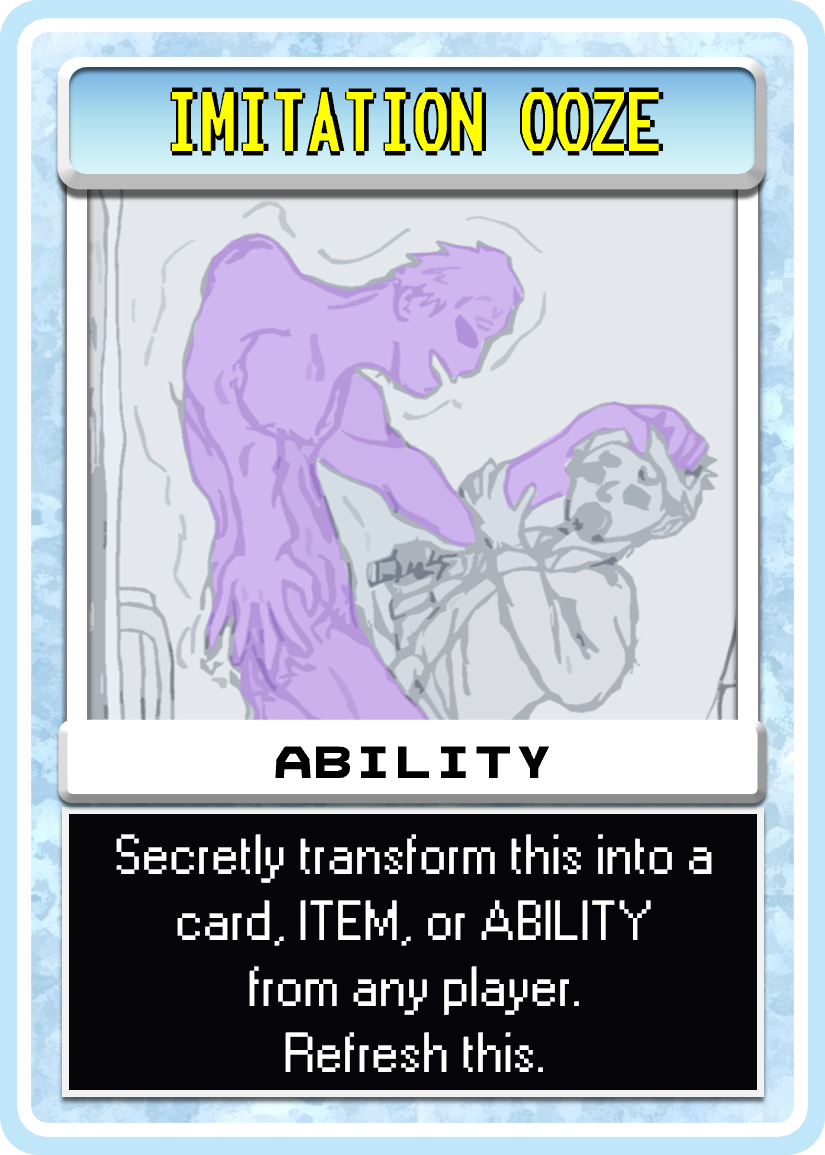 IMITATION OOZE
ABILITY
Secretly transform this into a
card, ITEM, or ABILITY
from any player.
Refresh this.